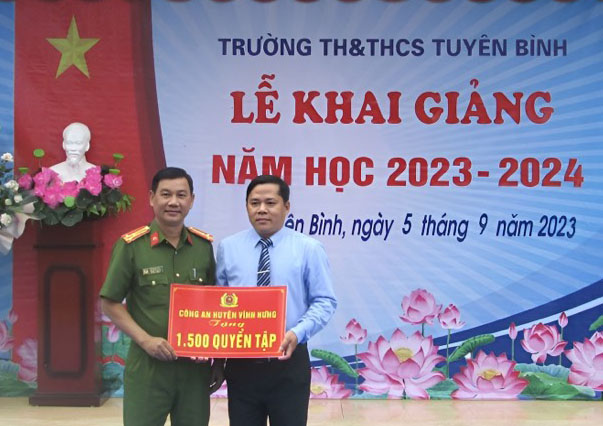 TRƯỜNG TH&THCS TUYÊN BÌNH
LỄ KHAI GIẢNG
NĂM HỌC 2023 - 2024
ên Bình, ngày 5 tháng 9 năm 2023
CÔNG AN HUYỆN VĨNH HƯNG
Tặng
1.500 QUYỂN TẬP